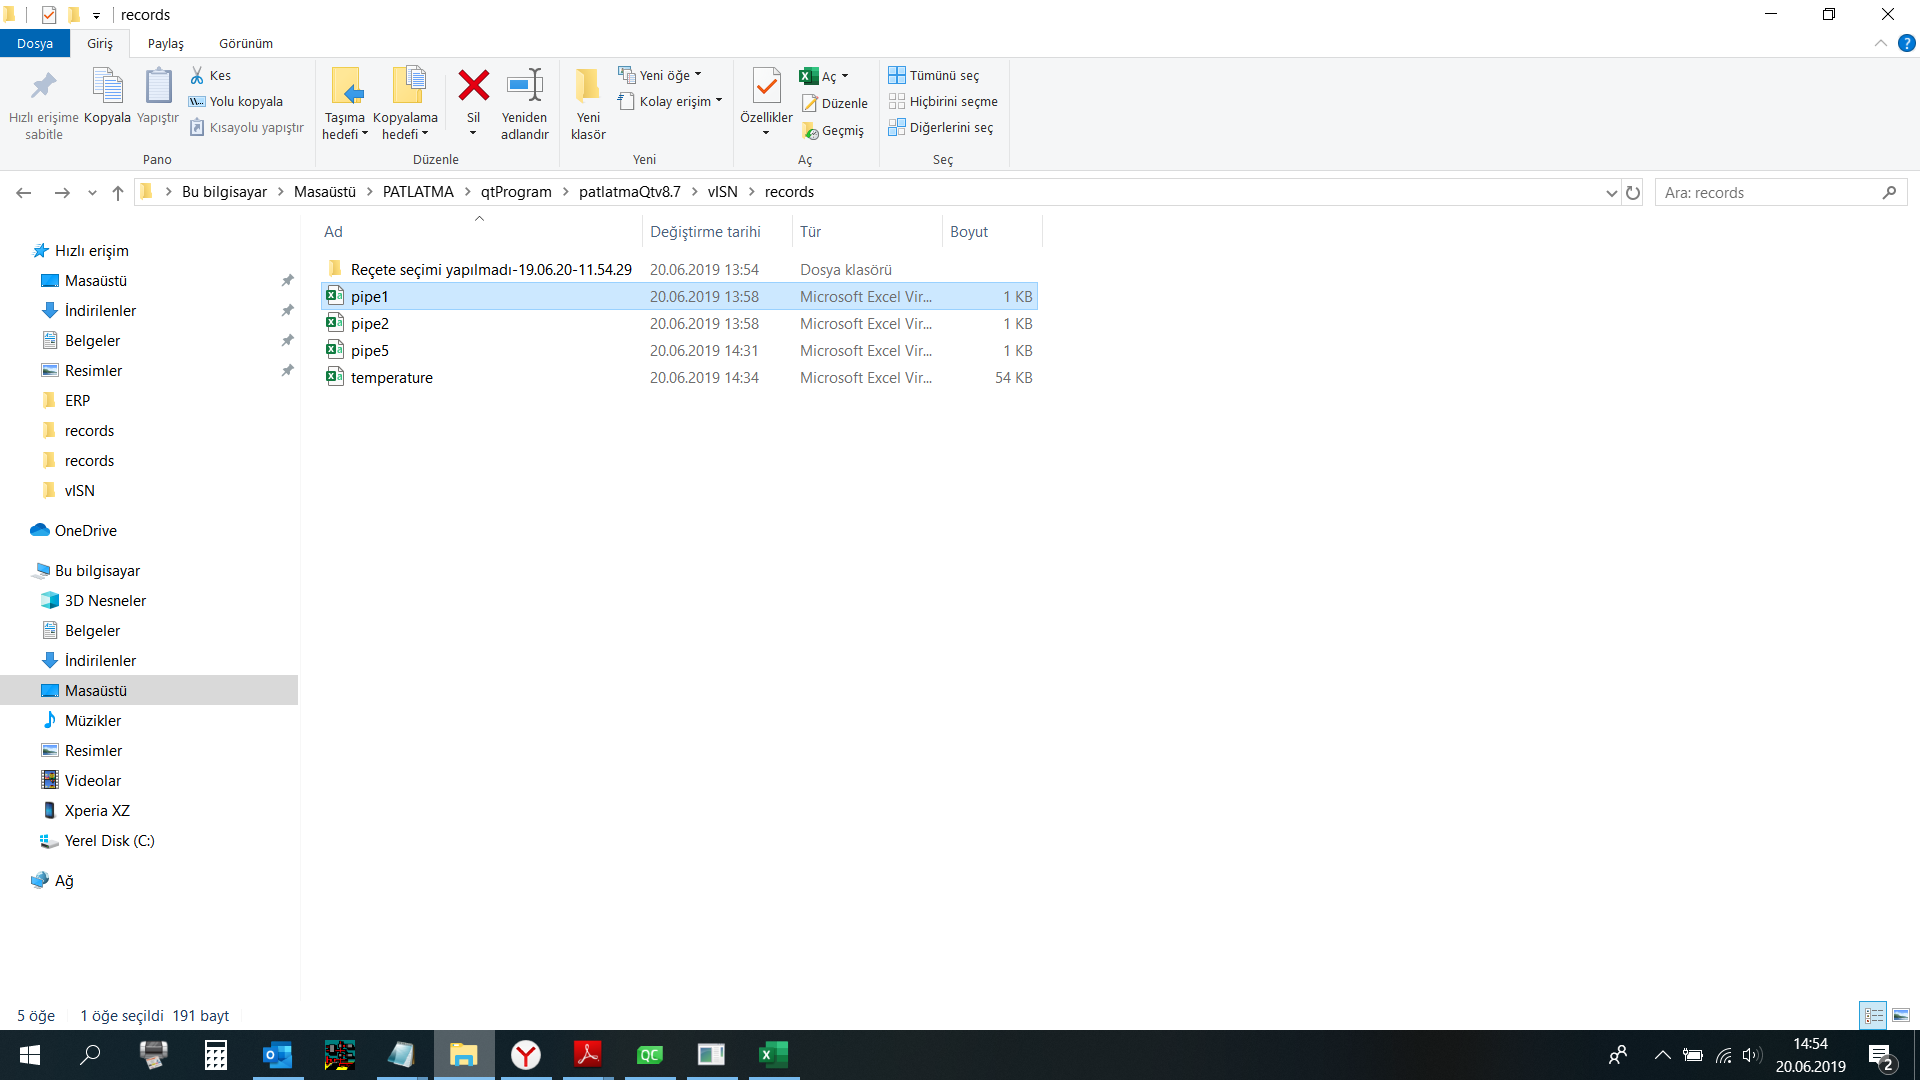 records
Dosya Giriş Paylaş Görünüm
Hızlı erişime sabitle
Kopyala
Yapıştır
Kes
Yolu kopyala
Kısayolu yapıştır
Pano
Taşıma hedefi
Kopyalama hedefi
Sil
Yeniden adlandır
Düzenle
Yeni klasör
Yeni öğe
Kolay erişim
Yeni
Özellikler
Aç
Düzenle
Geçmiş
Aç
Tümünü seç
Hiçbirini seçme
Diğerlerini seç
Seç
Bu bilgisayar > Masaüstü > PATLATMA > qtProgram > patlatmaQtv8.7 > vISN > records
Ara: records
Hızlı erişim
Masaüstü
İndirilenler
Belgeler
Resimler
ERP
records
records
vISN
OneDrive
Bu bilgisayar
3D Nesneler
Belgeler
İndirilenler
Masaüstü
Müzikler
Resimler
Videolar
Xperia XZ
Yerel Disk (C:)
Ağ
Ad Değiştirme tarihi Tür Boyut
Reçete seçimi yapılmadı-19.06.20-11.54.29 20.06.2019 13:54 Dosya klasörü
pipe1 20.06.2019 13:58 Microsoft Excel Vir... 1 KB
pipe2 20.06.2019 13:58 Microsoft Excel Vir... 1 KB
pipe5 20.06.2019 14:31 Microsoft Excel Vir... 1 KB
temperature 20.06.2019 14:34 Microsoft Excel Vir... 54 KB
5 öğe 1 öğe seçildi 191 bayt
QC
14:54
20.06.2019
2